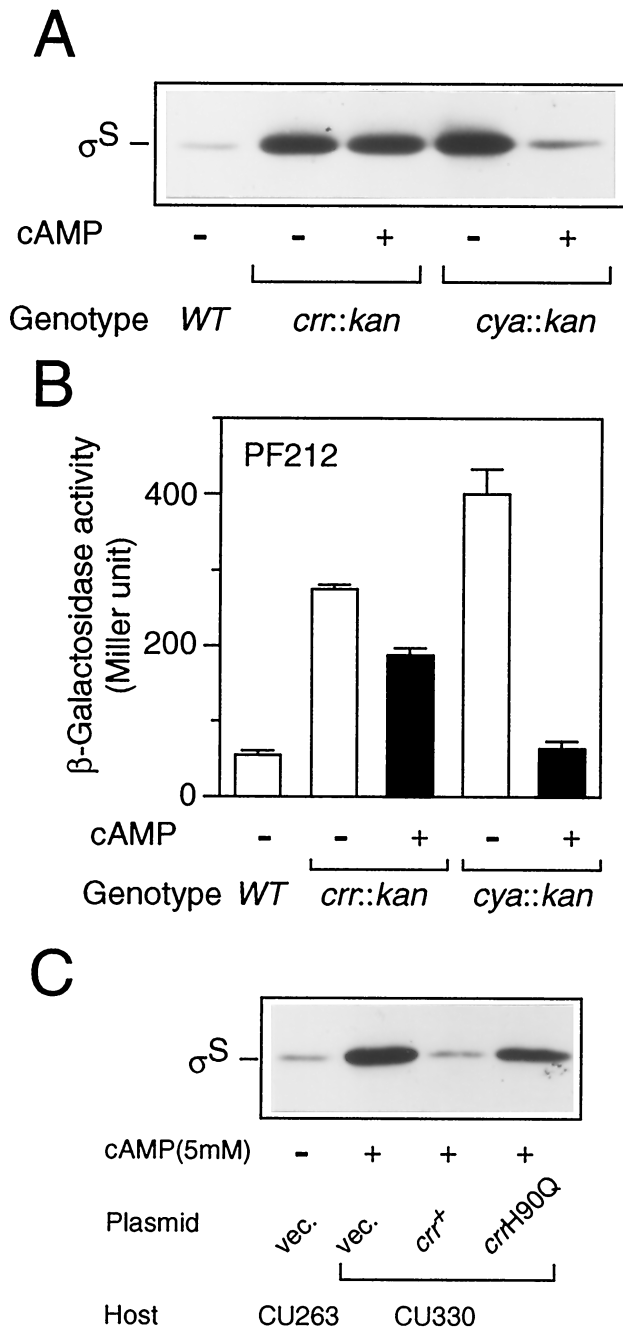 A
σS –
cAMP - - + - +
Genotype WT crr::kan cya::kan
B
β-Galactosidase activity
(Miller unit)
PF212
400
200
0
cAMP - - + - +
Genotype WT crr::kan cya::kan
C
σS –
cAMP(5mM) - + + +
Plasmid vec. vec. crr+ crrH90Q
Host CU263 CU330